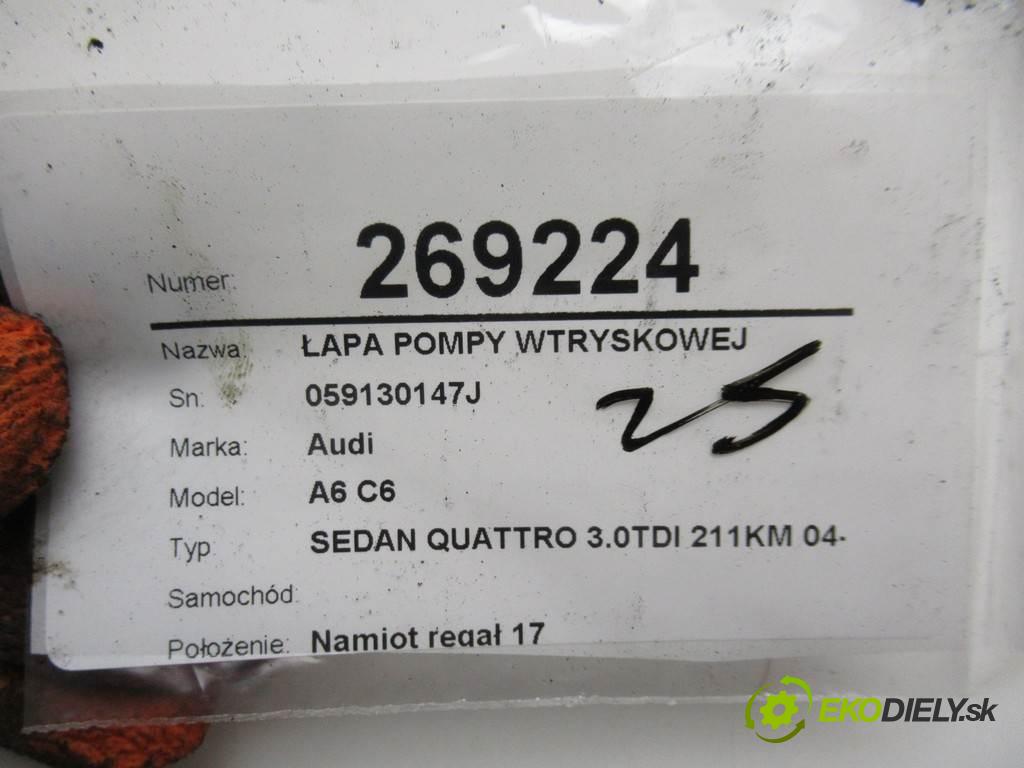 Numer: 269224
Nazwa: ŁAPA POMPY WTRYSKOWEJ
Sn: 059130147J
25
Marka: Audi
Model: A6 C6
Typ SEDAN QUATTRO 3.0TDI 211KM 04-
Samochód:
Położenie: Namiot regał 17
EKODIELY.sk